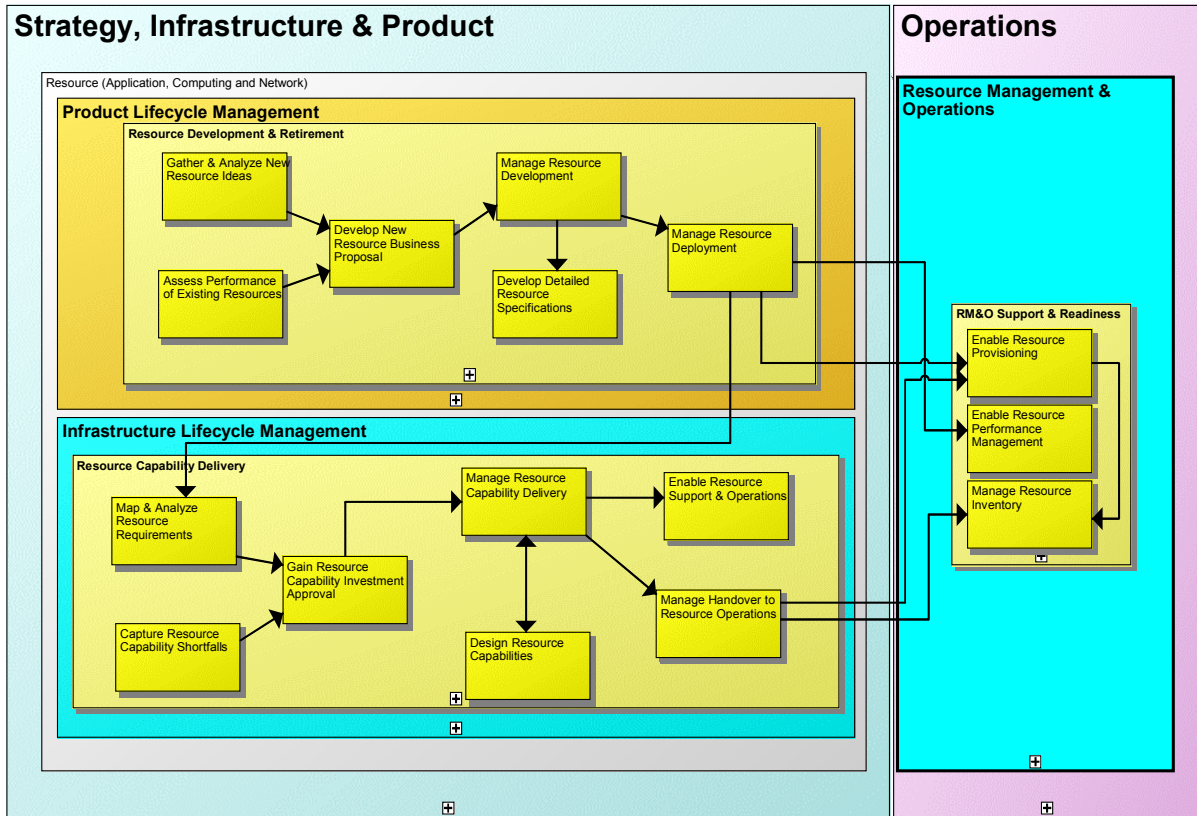 Strategy, Infrastructure & Product
Operations
Resource (Application, Computing and Network)
Product Lifecycle Management
Resource Development & Retirement
Gather & Analyze New
Resource Ideas
Manage Resource
Development
Develop New
Resource Business
Proposal
Manage Resource
Deployment
Assess Performance
of Existing Resources
Develop Detailed
Resource
Specifications
Infrastructure Lifecycle Management
Resource Capability Delivery
Map & Analyze
Resource
Requirements
Manage Resource
Capability Delivery
Enable Resource
Support & Operations
Gain Resource
Capability Investment
Approval
Capture Resource
Capability Shortfalls
Design Resource
Capabilities
Manage Handover to
Resource Operations
Resource Management &
Operations
RM&O Support & Readiness
Enable Resource
Provisioning
Enable Resource
Performance
Management
Manage Resource
Inventory